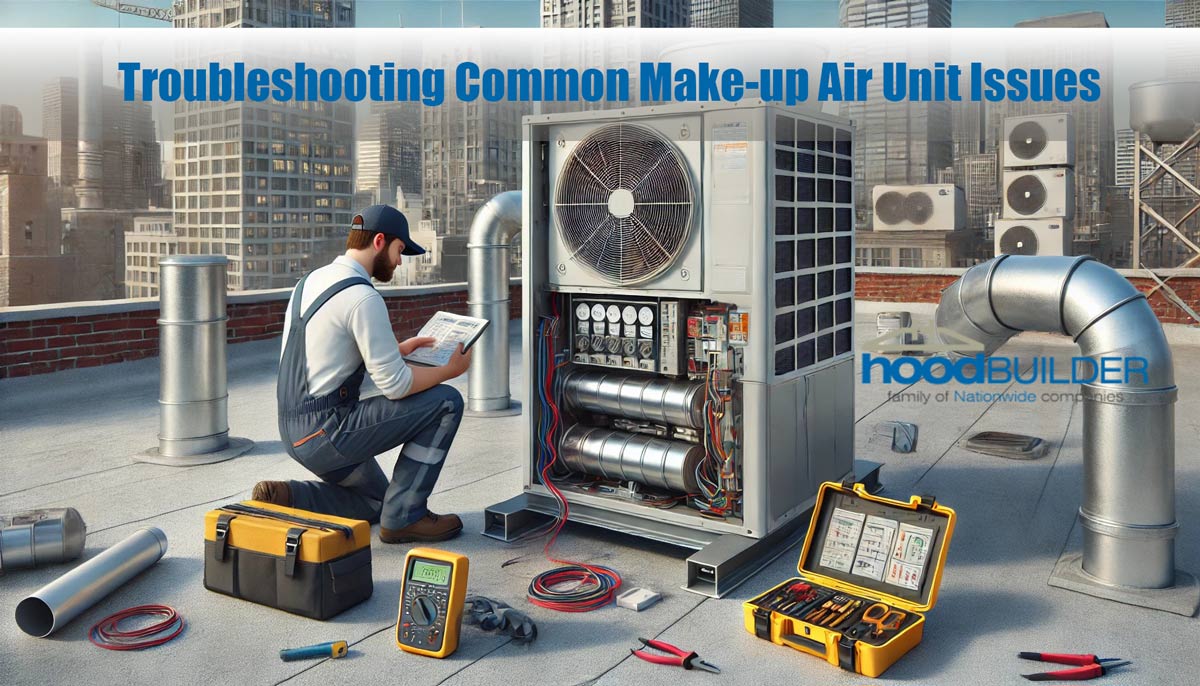 Troubleshooting Common Make-up Air Unit Issues
hoodBUILDER
family of Nationwide companies